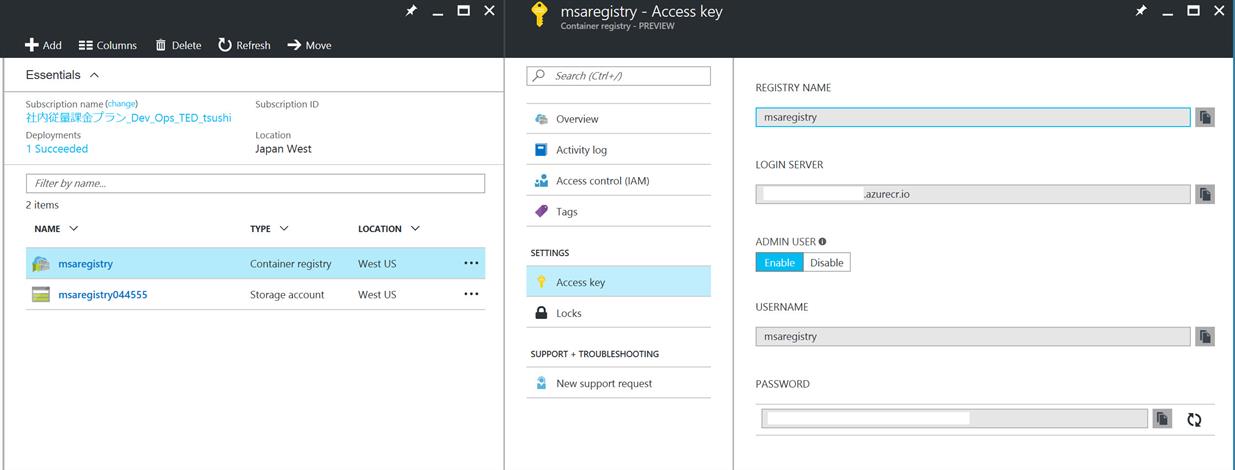 Add
Columns
Delete
Refresh
Move
Essentials
Subscription name (change)
Subscription ID
社内従量課金プラン_Dev_Ops_TED_tsushi
Deployments
Location
1 Succeeded
Japan West
Filter by name...
2 items
NAME
TYPE
LOCATION
msaregistry
Container registry
West US
msaregistry044555
Storage account
West US
msaregistry - Access key
Container registry - PREVIEW
Search (Ctrl+/)
Overview
Activity log
Access control (IAM)
Tags
SETTINGS
Access key
Locks
SUPPORT + TROUBLESHOOTING
New support request
REGISTRY NAME
msaregistry
LOGIN SERVER
.azurecr.io
ADMIN USER
Enable
Disable
USERNAME
msaregistry
PASSWORD